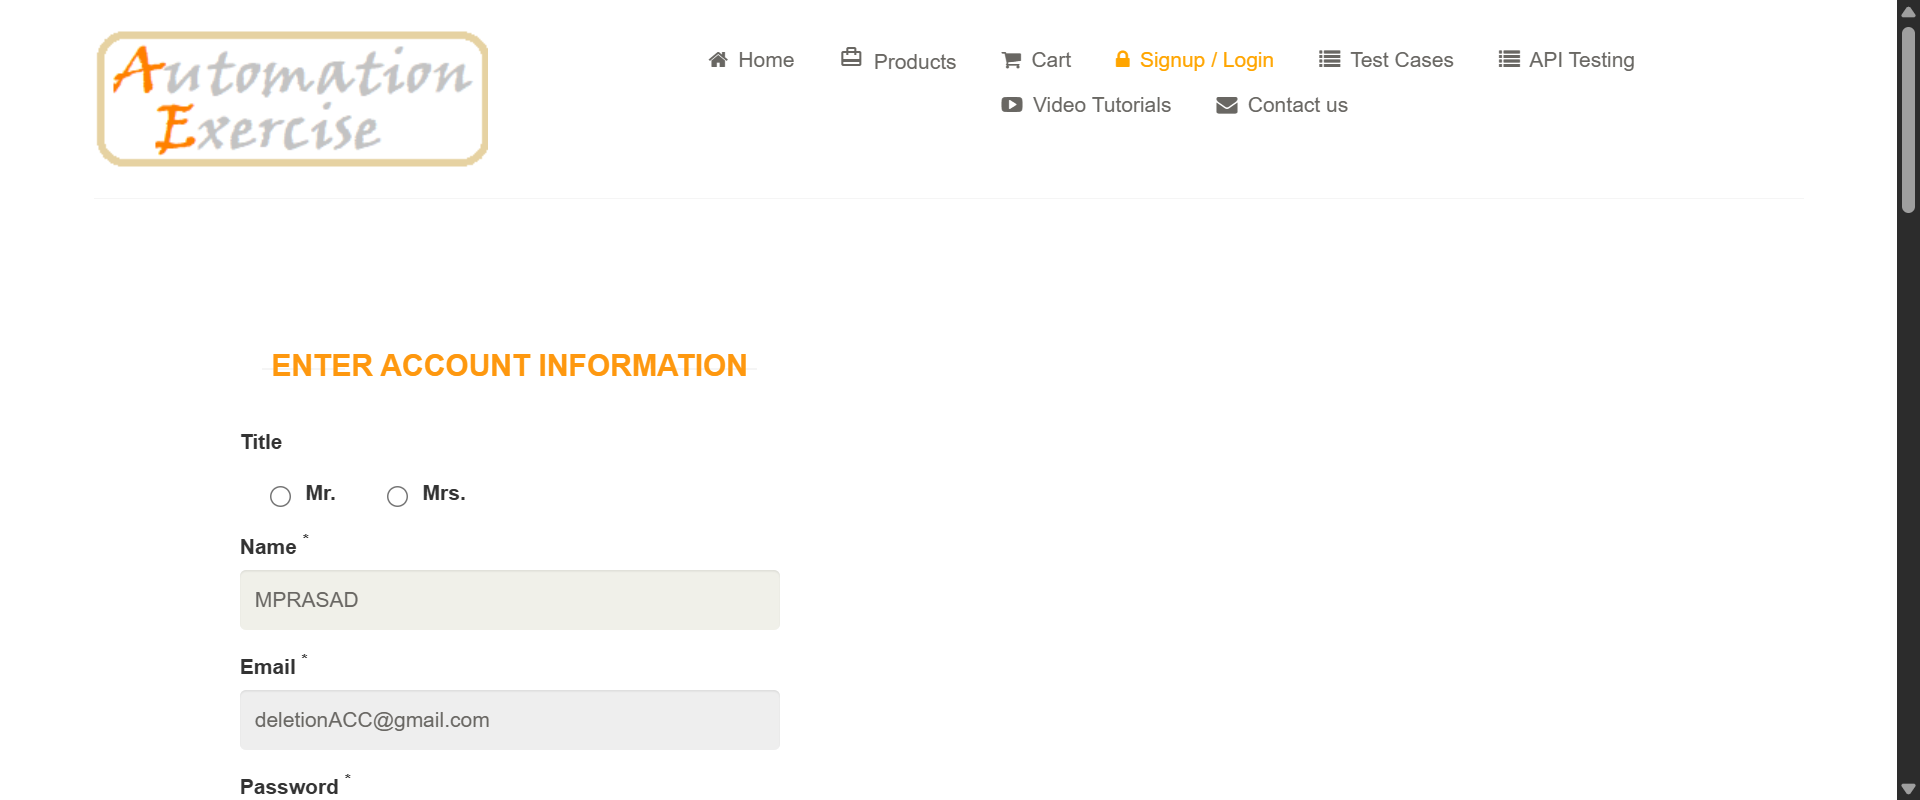 Automation
Exercise
Home Products Cart Signup / Login Test Cases API Testing
Video Tutorials Contact us
ENTER ACCOUNT INFORMATION
Title
Mr. Mrs.
Name *
MPRASAD
Email *
deletionACC@gmail.com
Password *